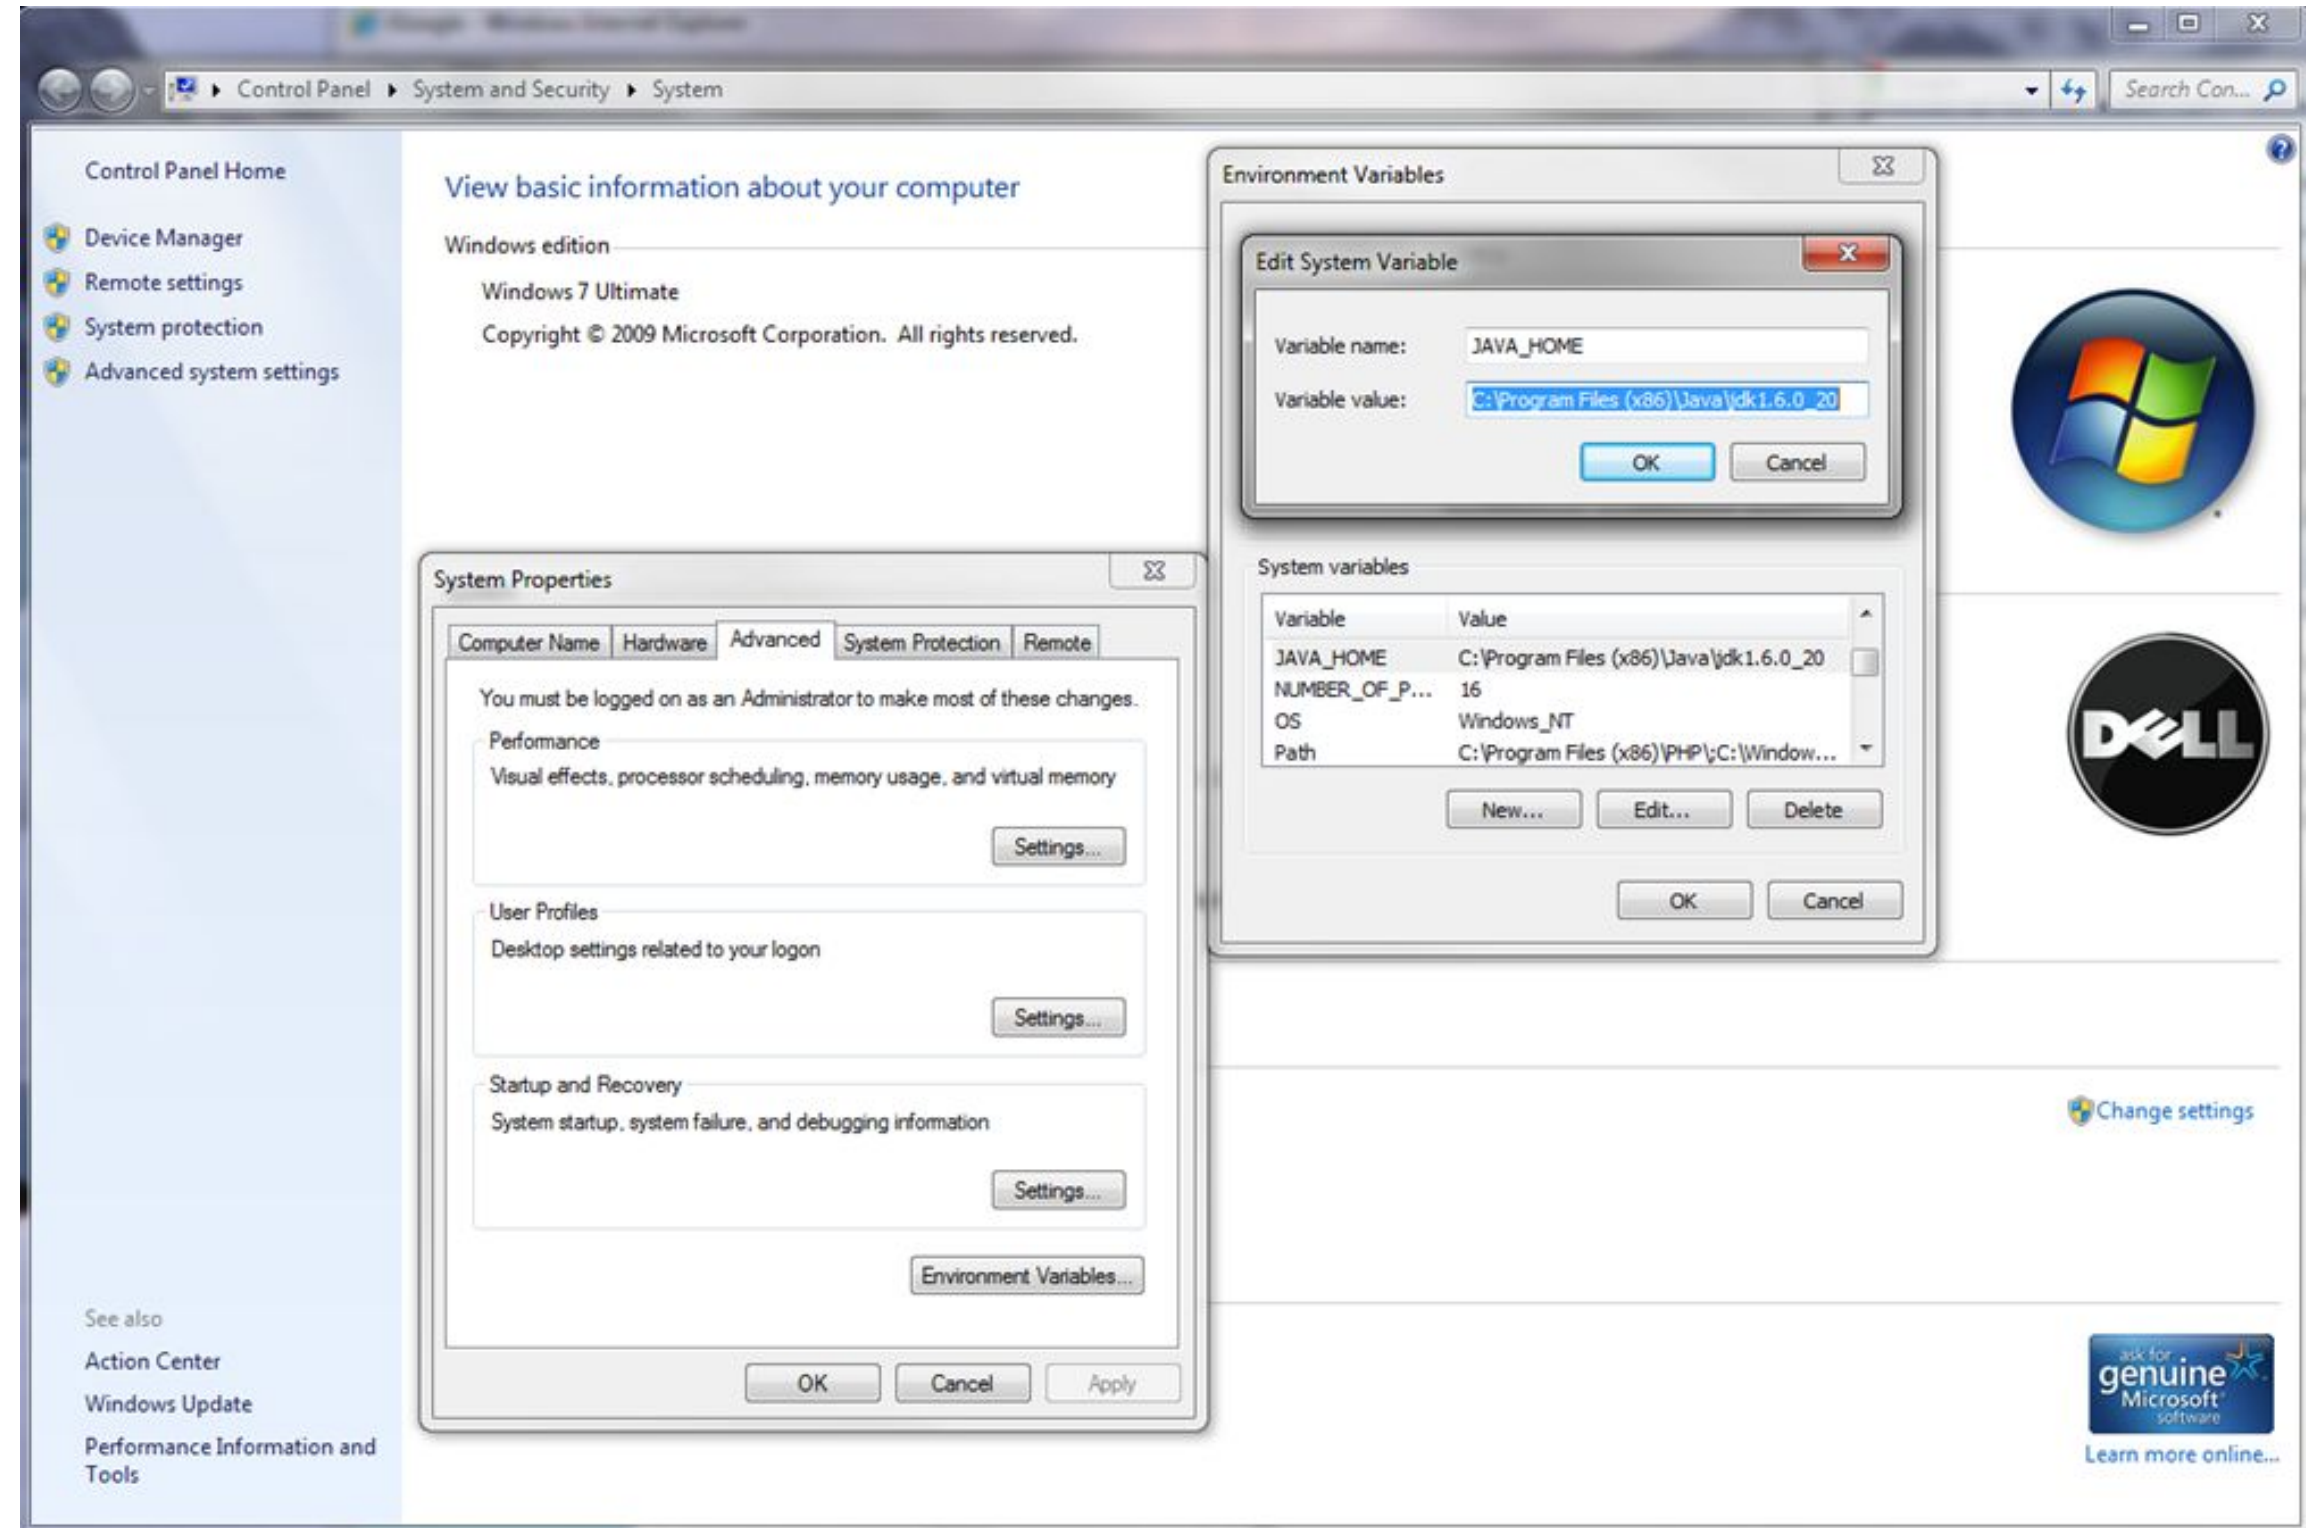 Google - Windows Internet Explorer
Control Panel
System and Security
System
Search Con...
Control Panel Home
Device Manager
Remote settings
System protection
Advanced system settings
See also
Action Center
Windows Update
Performance Information and
Tools
View basic information about your computer
Windows edition
Windows 7 Ultimate
Copyright © 2009 Microsoft Corporation. All rights reserved.
System Properties
Computer Name
Hardware
Advanced
System Protection
Remote
You must be logged on as an Administrator to make most of these changes.
Performance
Visual effects, processor scheduling, memory usage, and virtual memory
Settings...
User Profiles
Desktop settings related to your logon
Settings...
Startup and Recovery
System startup, system failure, and debugging information
Settings...
Environment Variables...
OK
Cancel
Apply
Environment Variables
Edit System Variable
Variable name:
JAVA_HOME
Variable value:
C:\Program Files (x86)\Java\jdk1.6.0_20
OK
Cancel
System variables
Variable Value
JAVA_HOME C:\Program Files (x86)\Java\jdk1.6.0_20
NUMBER_OF_P... 16
OS Windows_NT
Path C:\Program Files (x86)\PHP\;C:\Window...
New...
Edit...
Delete
OK
Cancel
DELL
Change settings
ask for
genuine
Microsoft
software
Learn more online...